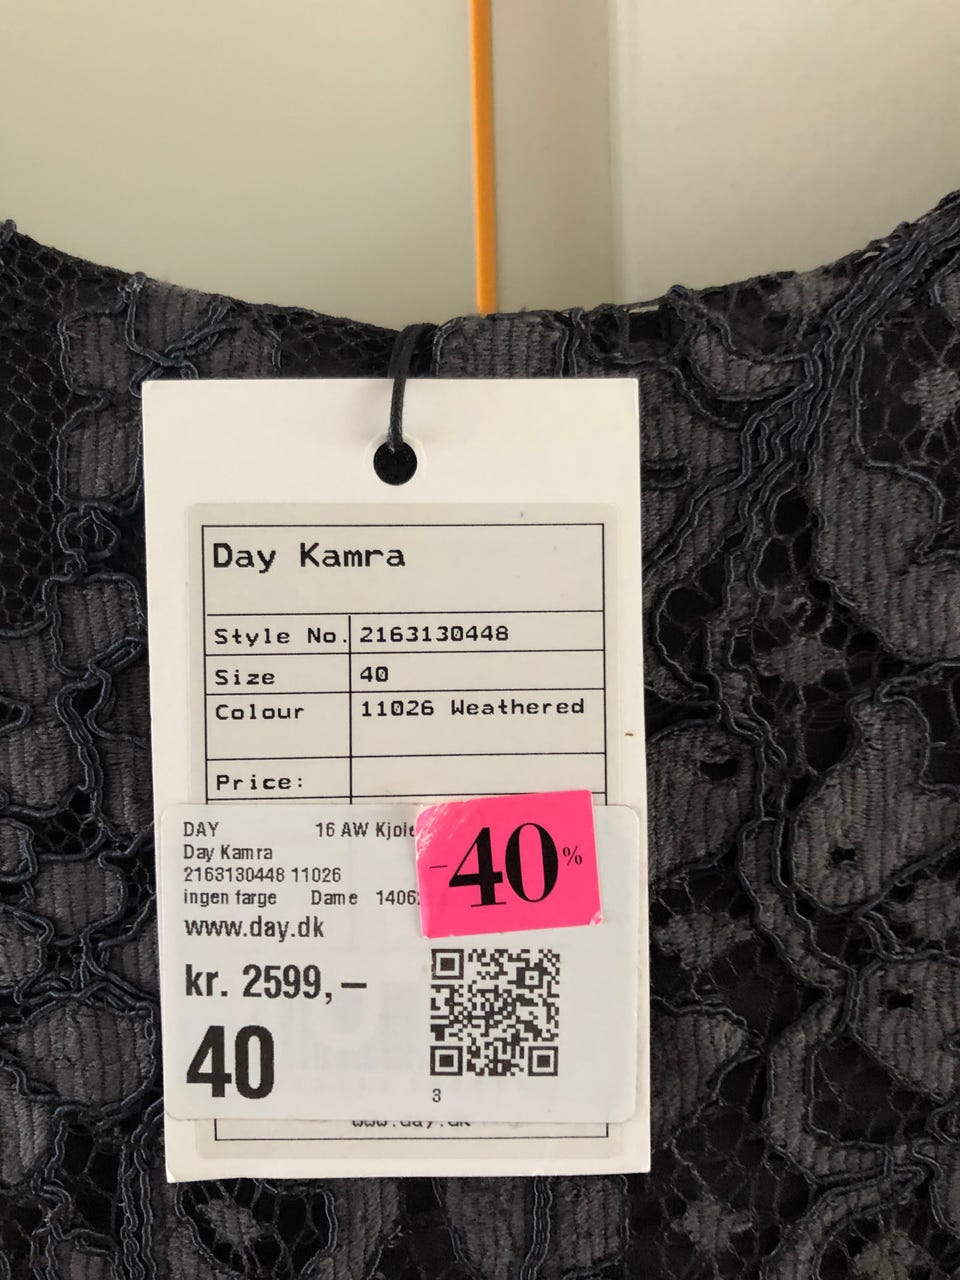 Day Kamra
Style No. 2163130448
Size 40
Colour 11026 Weathered
Price:
DAY 16 AW
Day Kamra
2163130448 11026
ingen farge Dame
www.day.dk
-40%
kr. 2599,–
40
3
www.day.dk